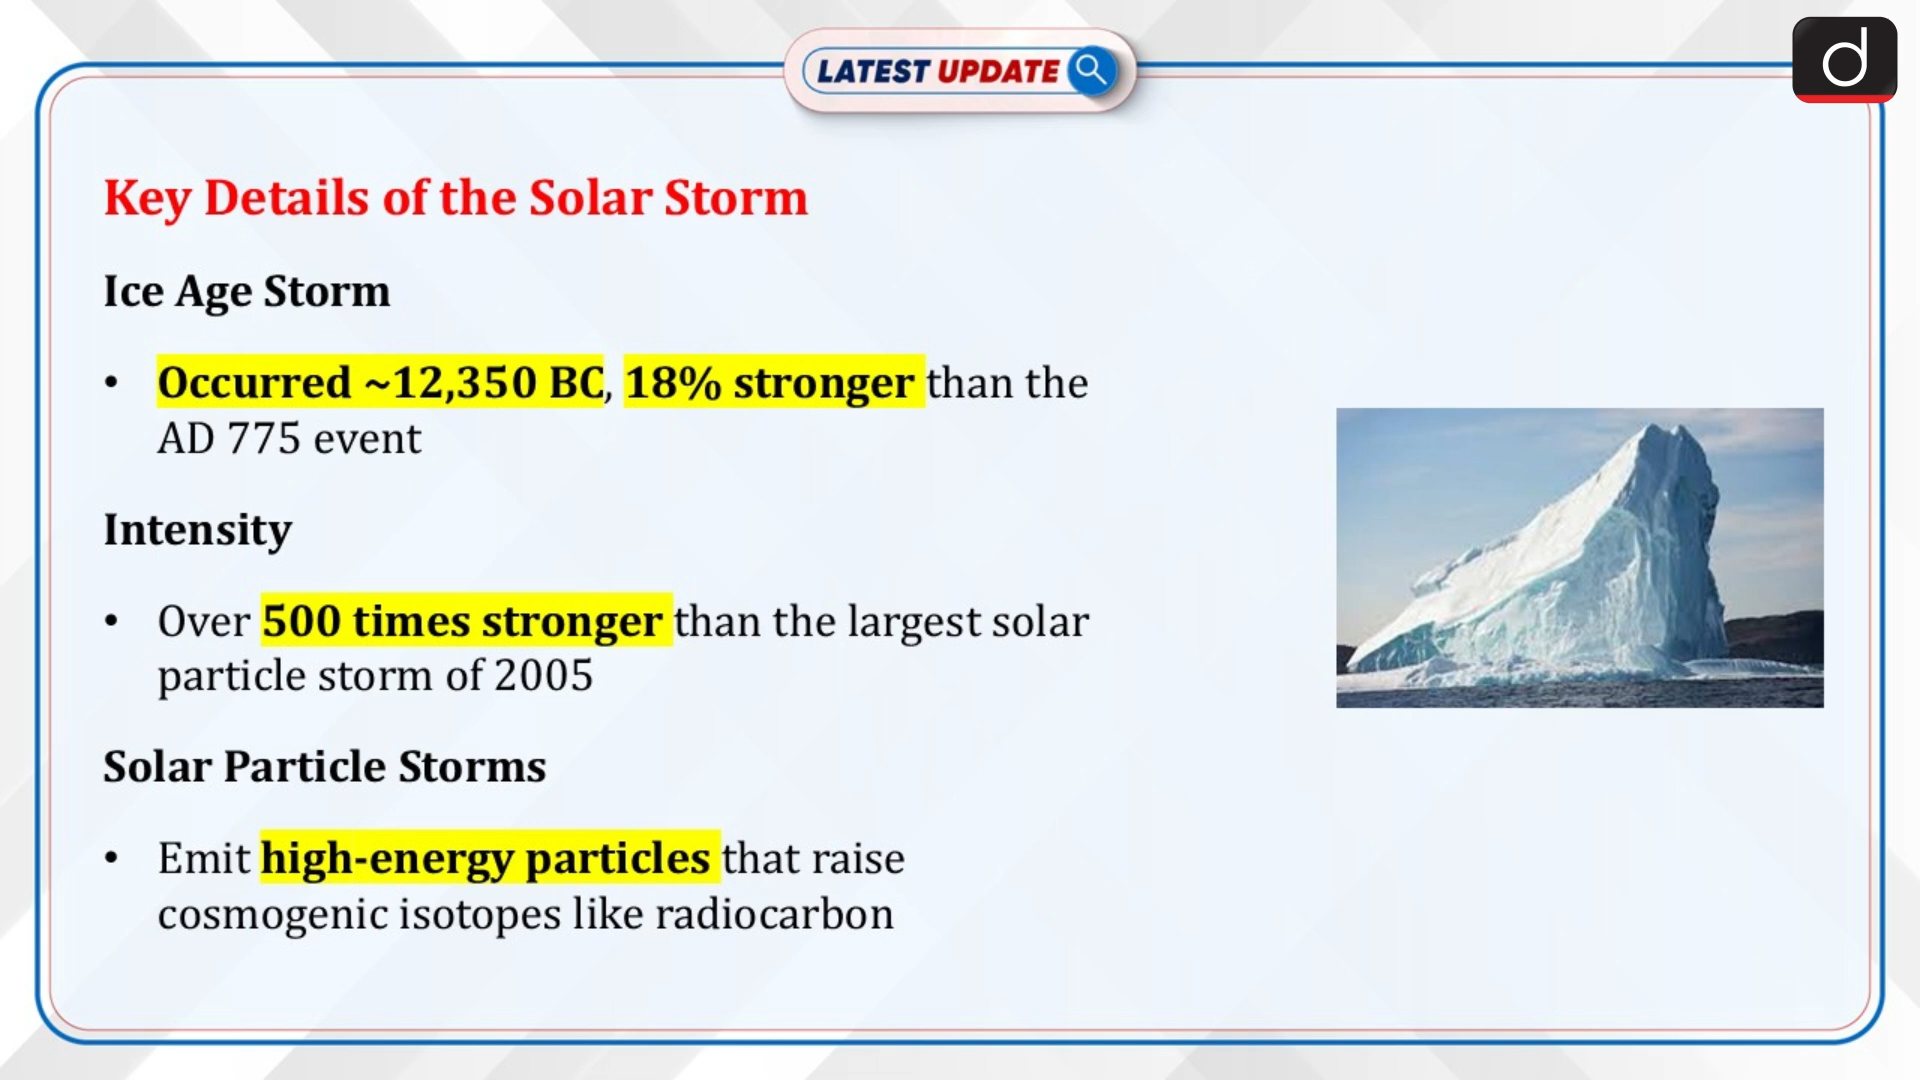 LATEST UPDATE
d
Key Details of the Solar Storm
Ice Age Storm
• Occurred ~12,350 BC, 18% stronger than the
AD 775 event
Intensity
• Over 500 times stronger than the largest solar
particle storm of 2005
Solar Particle Storms
• Emit high-energy particles that raise
cosmogenic isotopes like radiocarbon